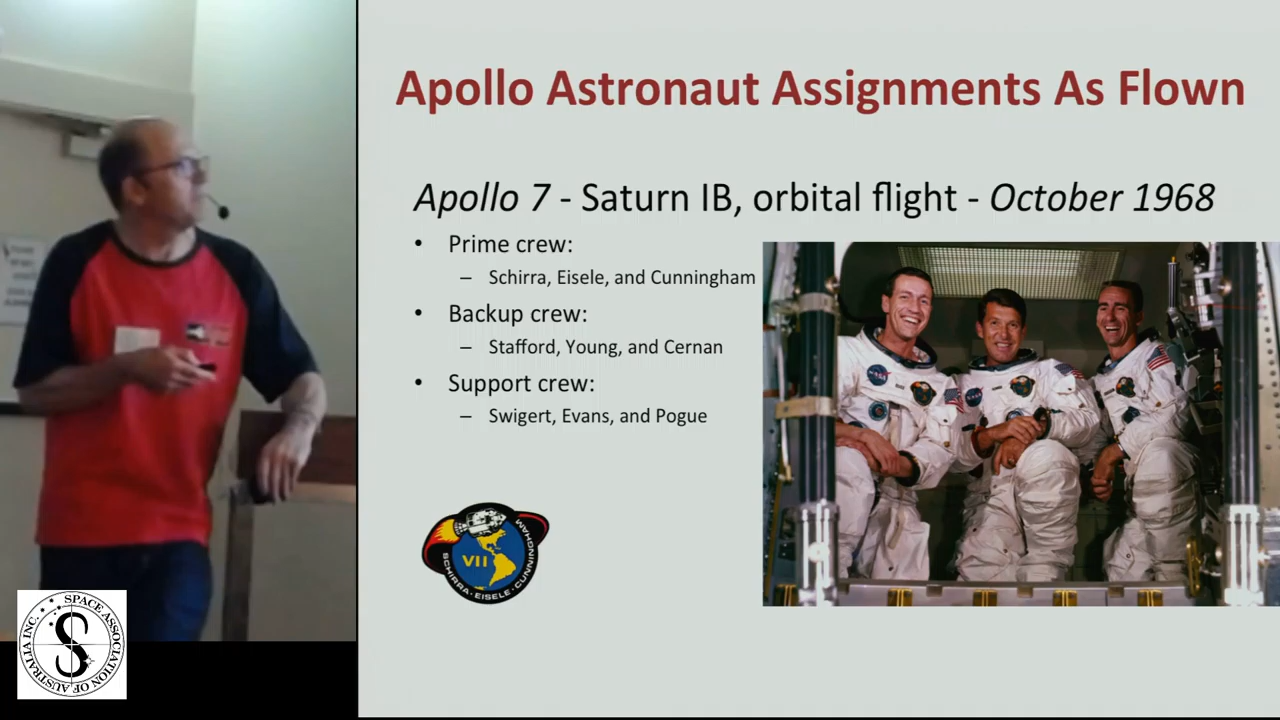 Apollo Astronaut Assignments As Flown
Apollo 7 - Saturn IB, orbital flight - October 1968
• Prime crew:
– Schirra, Eisele, and Cunningham
• Backup crew:
– Stafford, Young, and Cernan
• Support crew:
– Swigert, Evans, and Pogue
VII
SCHIRRA · EISELE · CUNNINGHAM
NASA
NASA
SPACE ASSOCIATION OF AUSTRALIA INC.
S